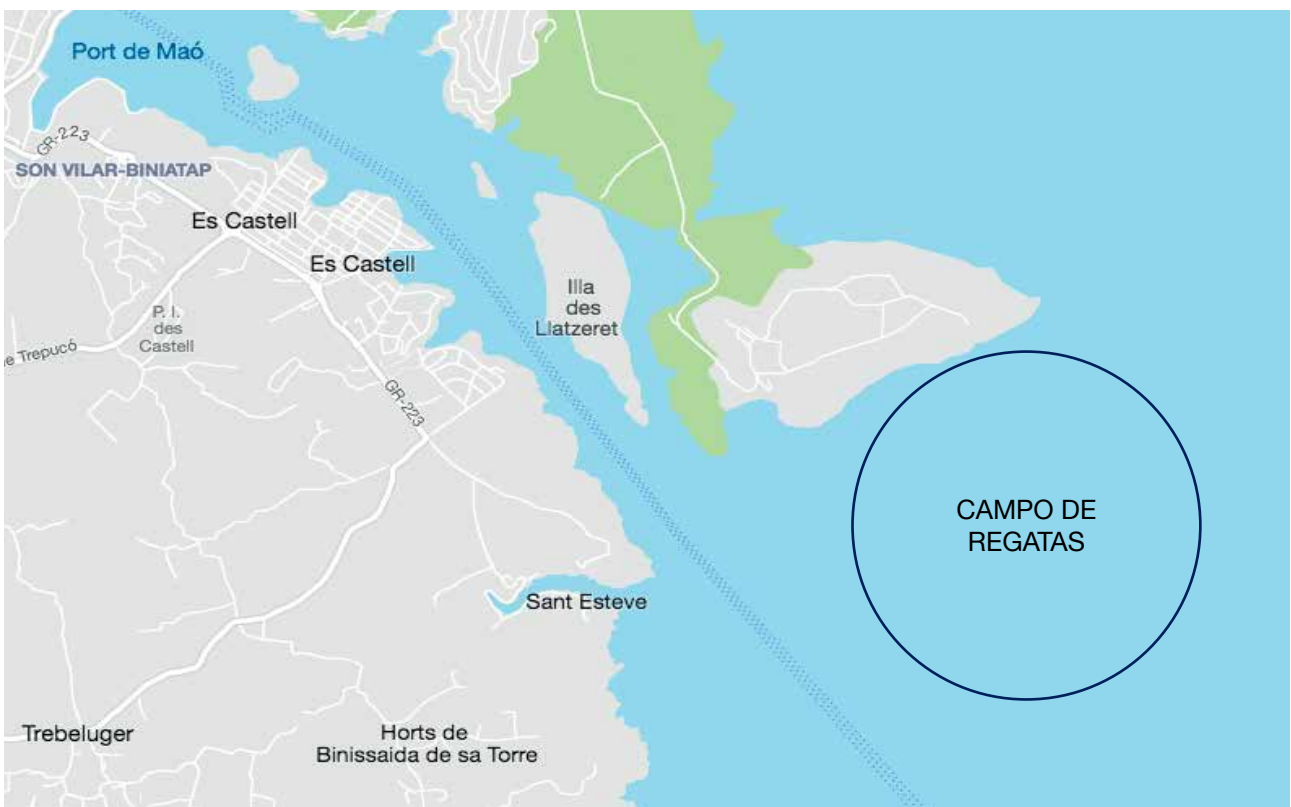 Port de Maó
GR-223
SON VILAR-BINIATAP
Es Castell
Es Castell
Illa
des
Llatzeret
P. I.
des
Castell
e Trepucó
GR-223
CAMPO DE
REGATAS
Sant Esteve
Trebeluger
Horts de
Binissaida de sa Torre